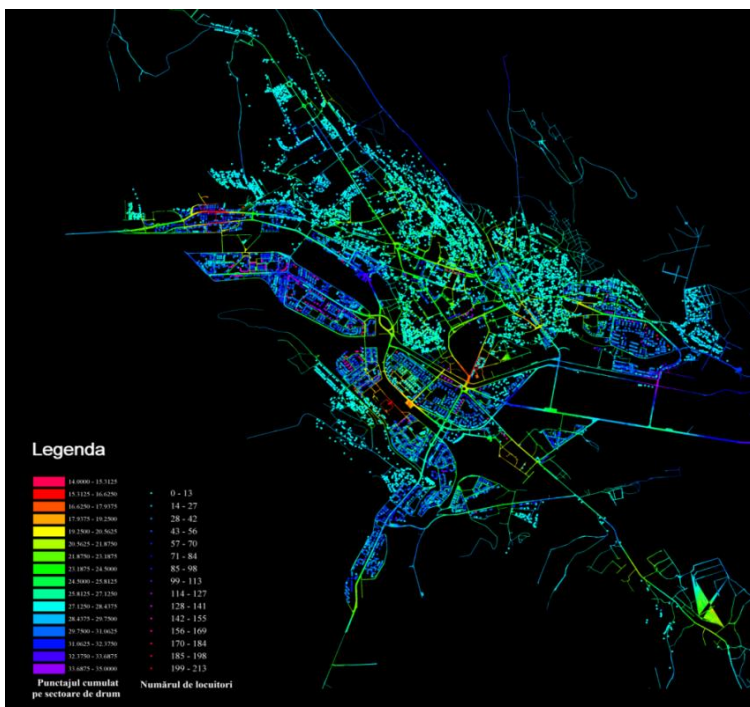 Legenda
14.0000 - 15.3125
15.3125 - 16.6250
16.6250 - 17.9375
17.9375 - 19.2500
19.2500 - 20.5625
20.5625 - 21.8750
21.8750 - 23.1875
23.1875 - 24.5000
24.5000 - 25.8125
25.8125 - 27.1250
27.1250 - 28.4375
28.4375 - 29.7500
29.7500 - 31.0625
31.0625 - 32.3750
32.3750 - 33.6875
33.6875 - 35.0000
Punctajul cumulat
pe sectoare de drum
0 - 13
14 - 27
28 - 42
43 - 56
57 - 70
71 - 84
85 - 98
99 - 113
114 - 127
128 - 141
142 - 155
156 - 169
170 - 184
185 - 198
199 - 213
Numărul de locuitori